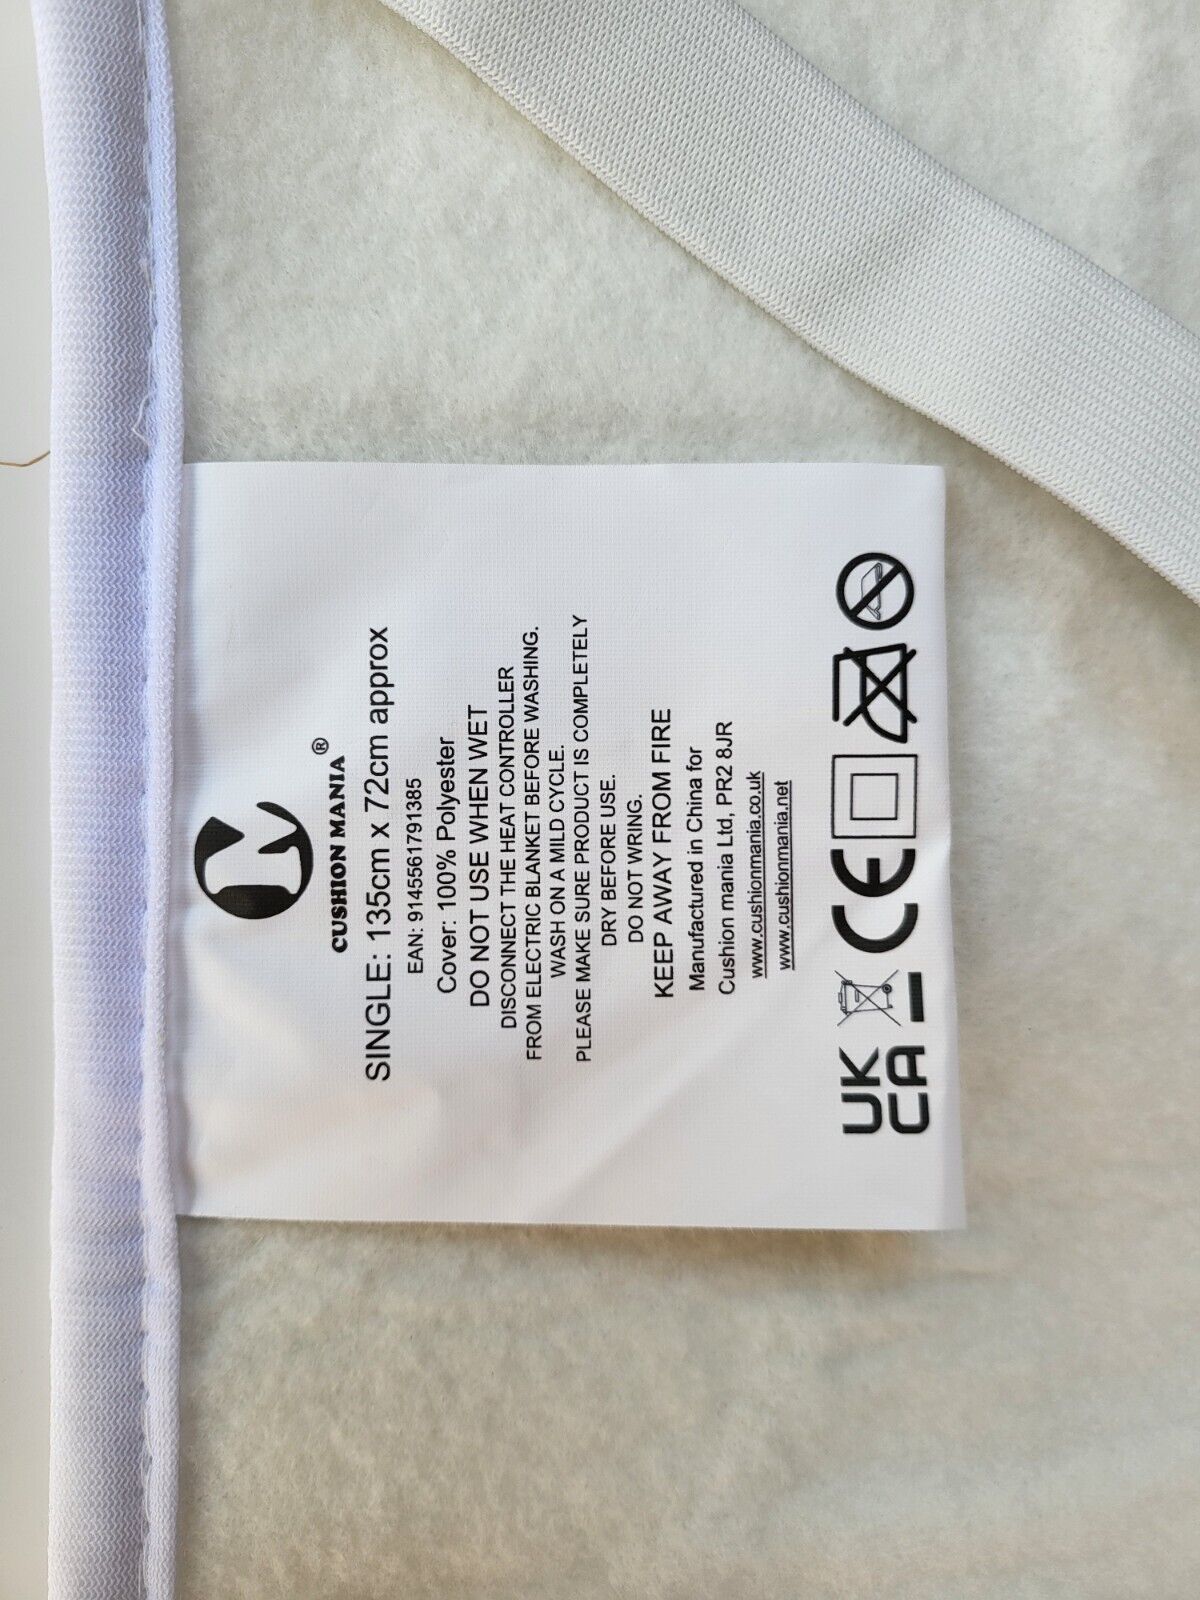 CUSHION MANIA®
SINGLE: 135cm x 72cm approx
EAN: 9145561791385
Cover: 100% Polyester
DO NOT USE WHEN WET
DISCONNECT THE HEAT CONTROLLER
FROM ELECTRIC BLANKET BEFORE WASHING.
WASH ON A MILD CYCLE.
PLEASE MAKE SURE PRODUCT IS COMPLETELY
DRY BEFORE USE.
DO NOT WRING.
KEEP AWAY FROM FIRE
Manufactured in China for
Cushion mania Ltd, PR2 8JR
www.cushionmania.co.uk
www.cushionmania.net
UK
CA
CE